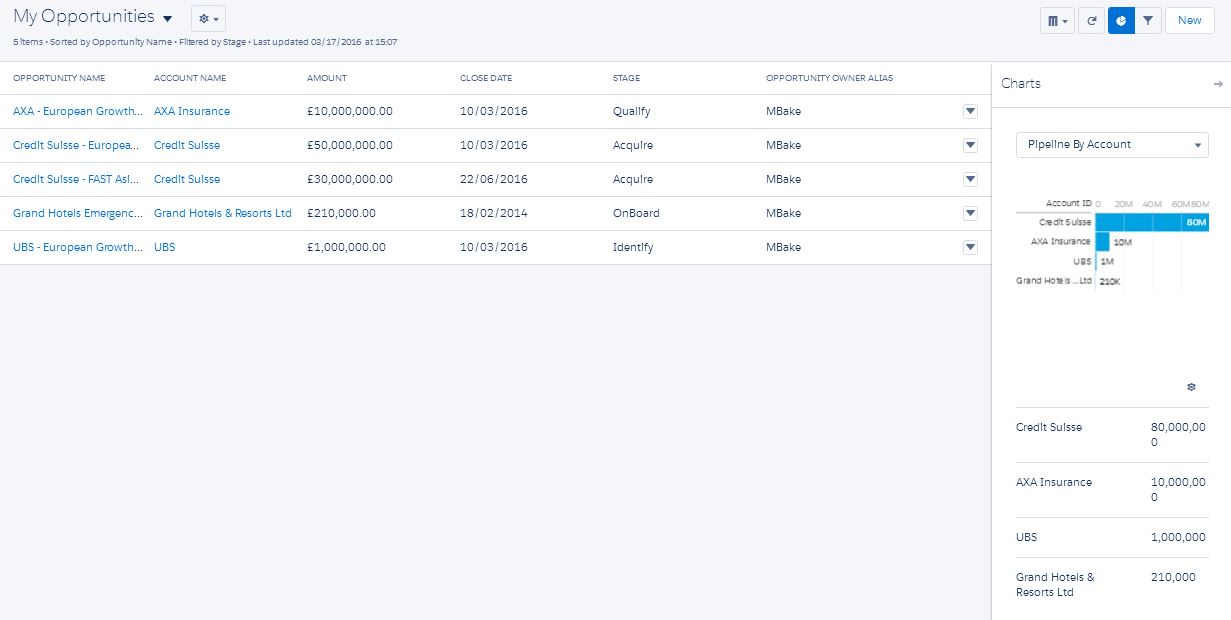 My Opportunities
New
5 items • Sorted by Opportunity Name • Filtered by Stage • Last updated 03/17/2016 at 15:07
OPPORTUNITY NAME ACCOUNT NAME AMOUNT CLOSE DATE STAGE OPPORTUNITY OWNER ALIAS
AXA - European Growth... AXA Insurance £10,000,000.00 10/03/2016 Qualify MBake
Credit Suisse - Europea... Credit Suisse £50,000,000.00 10/03/2016 Acquire MBake
Credit Suisse - FAST Asi... Credit Suisse £30,000,000.00 22/06/2016 Acquire MBake
Grand Hotels Emergenc... Grand Hotels & Resorts Ltd £210,000.00 18/02/2014 OnBoard MBake
UBS - European Growth... UBS £1,000,000.00 10/03/2016 Identify MBake
Charts
Pipeline By Account
Account ID 0 20M 40M 60M 80M
Credit Suisse 80M
AXA Insurance 10M
UBS 1M
Grand Hotels ...Ltd 210K
Credit Suisse 80,000,00
0
AXA Insurance 10,000,00
0
UBS 1,000,000
Grand Hotels & 210,000
Resorts Ltd